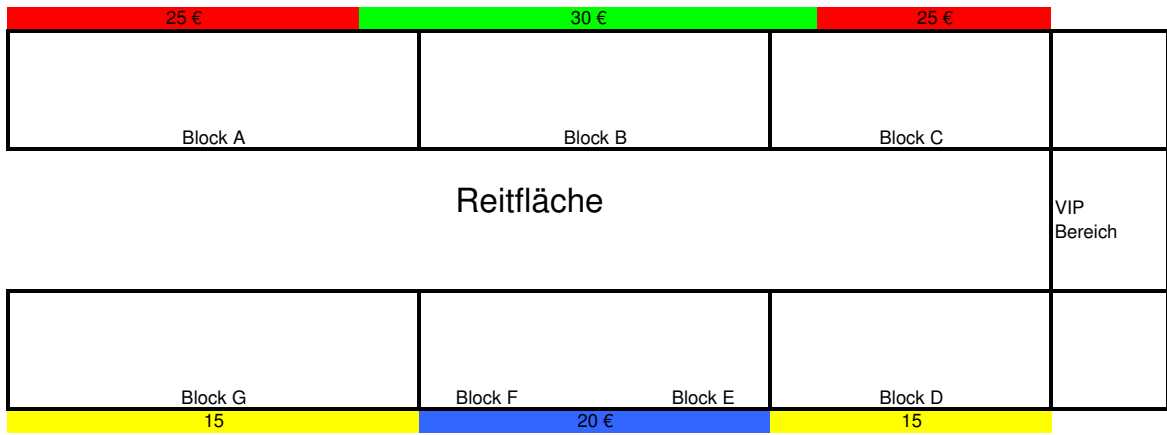 25 € 30 € 25 €
Block A Block B Block C
Reitfläche
VIP
Bereich
Block G Block F Block E Block D
15 20 € 15